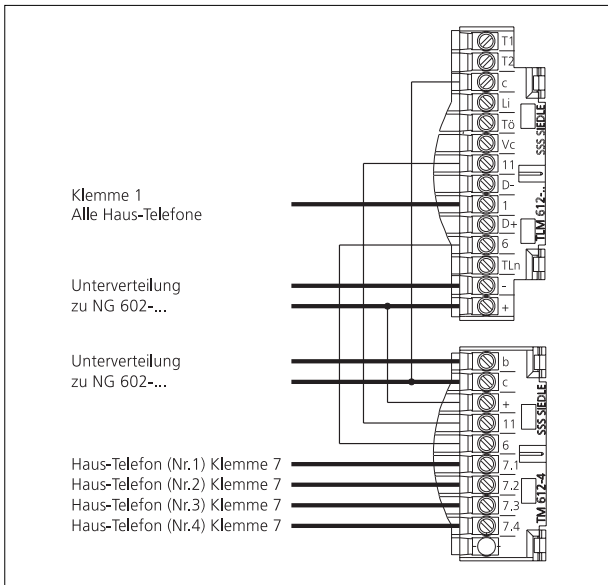 T1
T2
c
Li
Tö
Vc
11
D-
1
D+
6
TLn
-
+
SSS SIEDLE
TLM 612-..
Klemme 1
Alle Haus-Telefone
Unterverteilung
zu NG 602-...
Unterverteilung
zu NG 602-...
b
c
+
11
6
7.1
7.2
7.3
7.4
SSS SIEDLE
TM 612-4
Haus-Telefon (Nr.1) Klemme 7
Haus-Telefon (Nr.2) Klemme 7
Haus-Telefon (Nr.3) Klemme 7
Haus-Telefon (Nr.4) Klemme 7